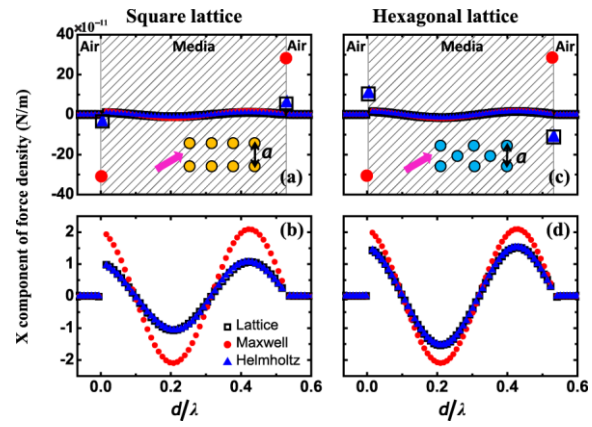 Square lattice
Hexagonal lattice
×10⁻¹¹
Air
Media
Air
Air
Media
Air
40
20
0
-20
-40
a
(a)
a
(c)
X component of force density (N/m)
2
1
0
-1
-2
(b)
(d)
Lattice
Maxwell
Helmholtz
0.0 0.2 0.4 0.6
0.0 0.2 0.4 0.6
d/λ
d/λ